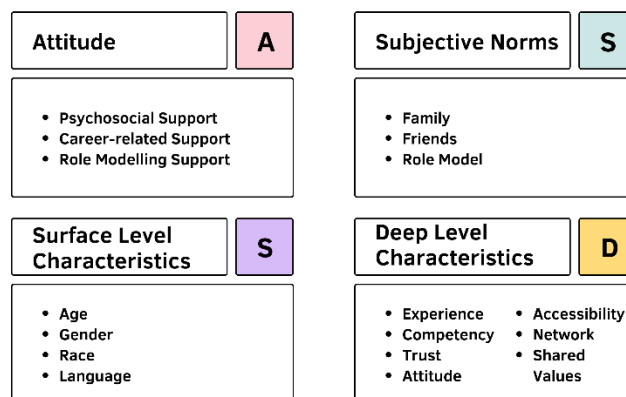 Attitude
A
• Psychosocial Support
• Career-related Support
• Role Modelling Support
Subjective Norms
S
• Family
• Friends
• Role Model
Surface Level
Characteristics
S
• Age
• Gender
• Race
• Language
Deep Level
Characteristics
D
• Experience
• Competency
• Trust
• Attitude
• Accessibility
• Network
• Shared
Values